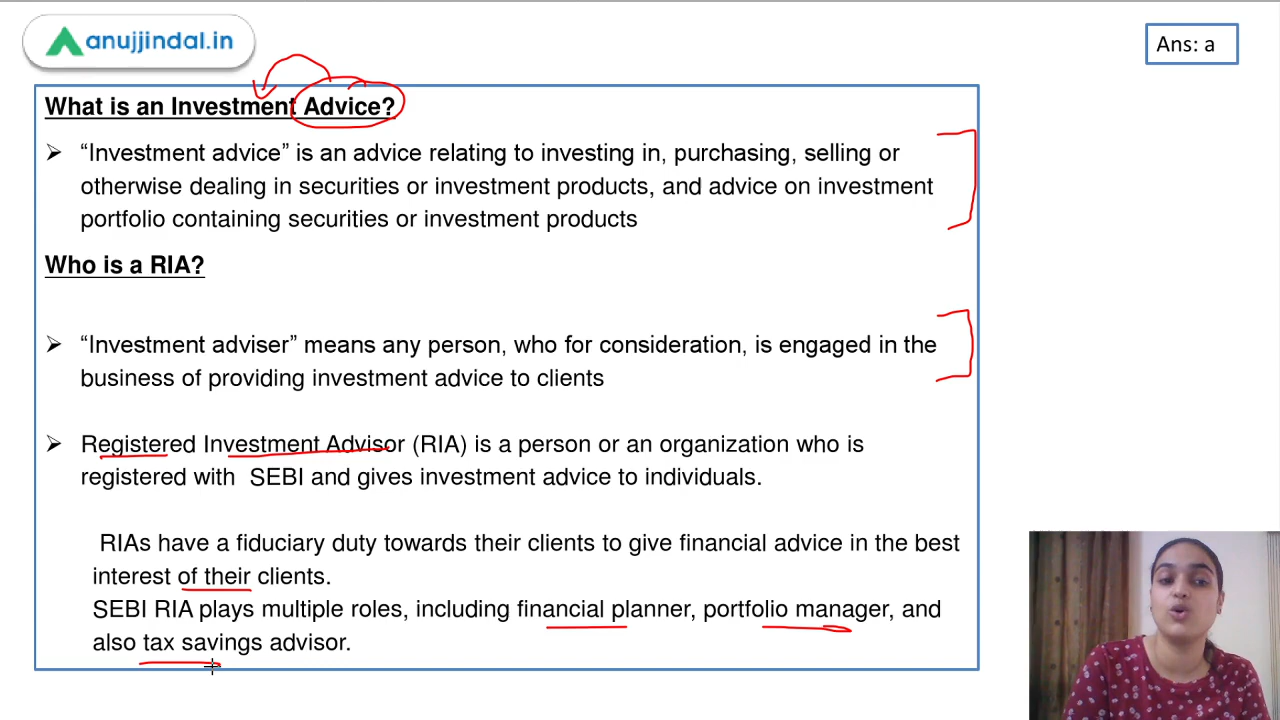 anujjindal.in
Ans: a
What is an Investment Advice?
➢ “Investment advice” is an advice relating to investing in, purchasing, selling or
otherwise dealing in securities or investment products, and advice on investment
portfolio containing securities or investment products
Who is a RIA?
➢ “Investment adviser” means any person, who for consideration, is engaged in the
business of providing investment advice to clients
➢ Registered Investment Advisor (RIA) is a person or an organization who is
registered with SEBI and gives investment advice to individuals.
RIAs have a fiduciary duty towards their clients to give financial advice in the best
interest of their clients.
SEBI RIA plays multiple roles, including financial planner, portfolio manager, and
also tax savings advisor.